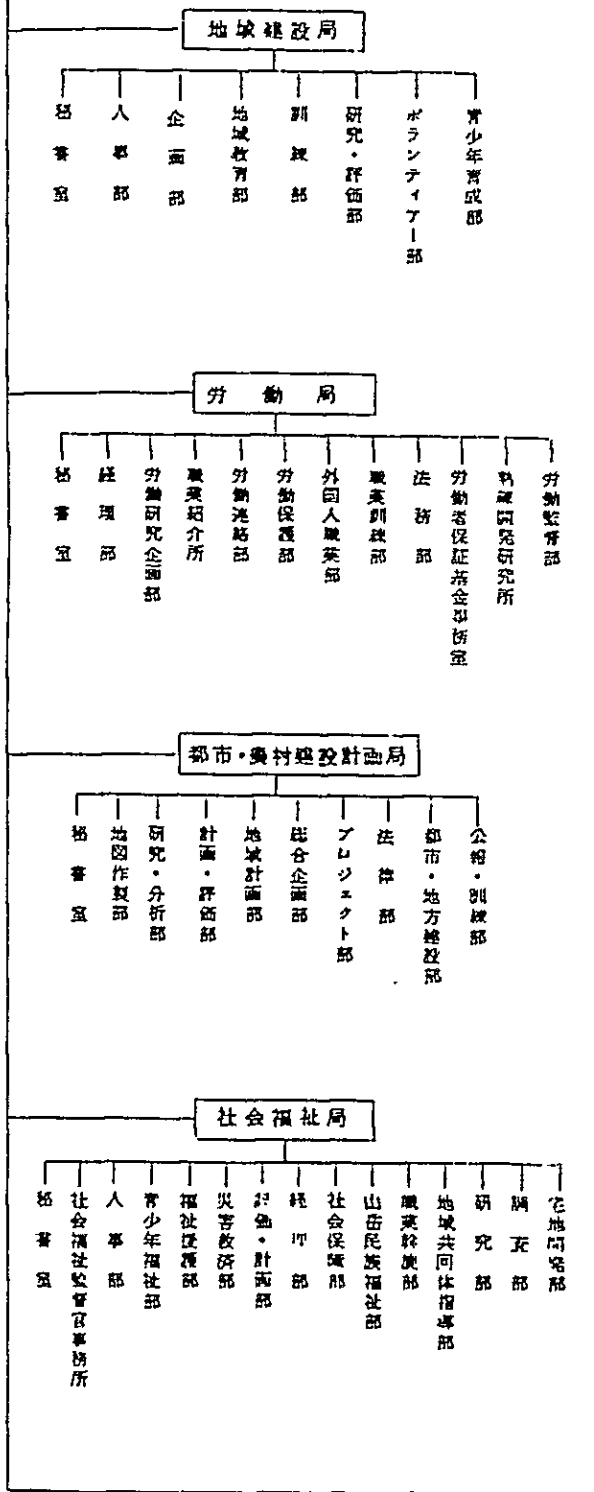 地域建設局
秘書室
人事部
企画部
地域教育部
訓練部
研究・評価部
ボランティアー部
青少年育成部
労働局
秘書室
経理部
労働研究企画部
職業紹介所
労働連絡部
労働保護部
外国人職業部
職業訓練部
法務部
労働者保証基金事務室
熟練開発研究所
労働監督部
都市・農村建設計画局
秘書室
地図作製部
研究・分析部
計画・評価部
地域計画部
総合企画部
プロジェクト部
法律部
都市・地方建設部
公報・訓練部
社会福祉局
秘書室
社会福祉監督官事務所
人事部
青少年福祉部
福祉援護部
災害救済部
評価・計画部
経理部
社会保障部
山岳民族福祉部
職業斡旋部
地域共同体指導部
研究部
調査部
宅地開発部